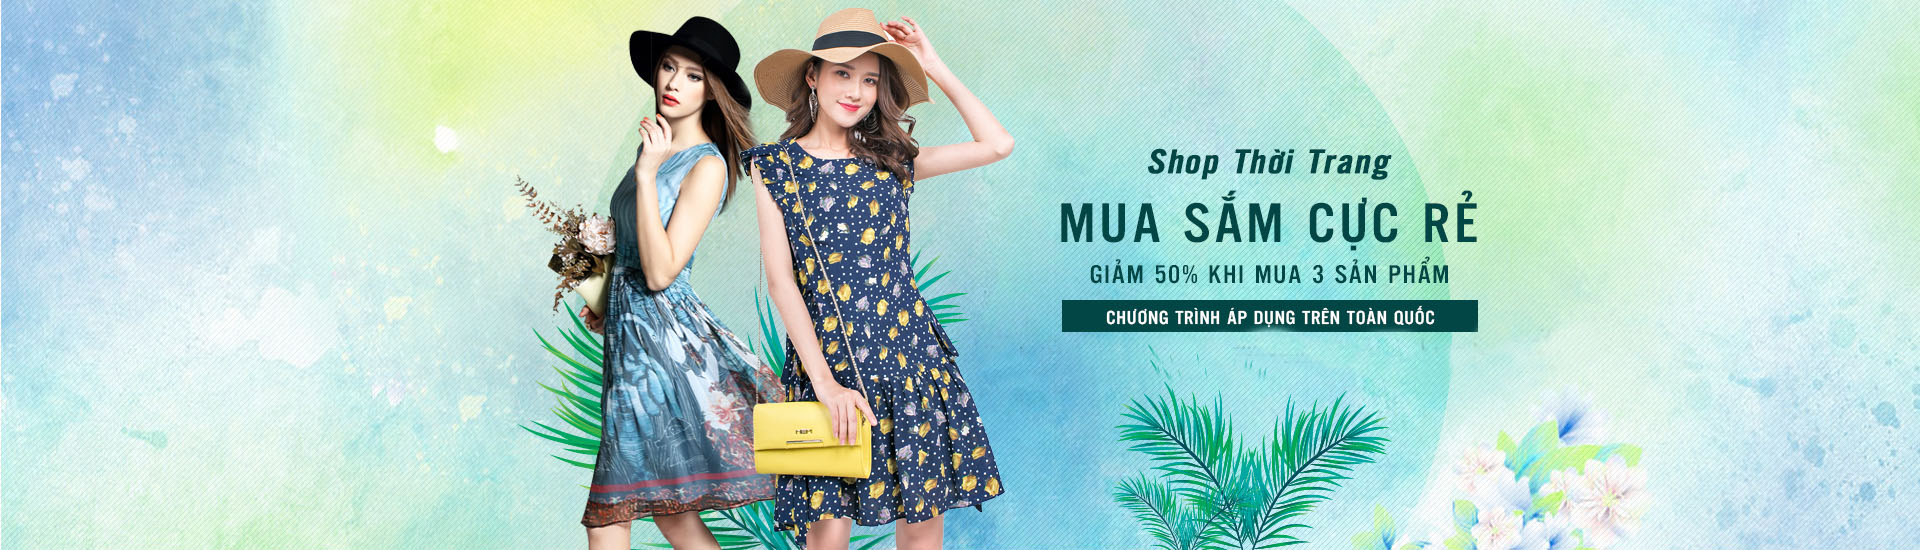 Shop Thời Trang
MUA SẮM CỰC RẺ
GIẢM 50% KHI MUA 3 SẢN PHẨM
CHƯƠNG TRÌNH ÁP DỤNG TRÊN TOÀN QUỐC